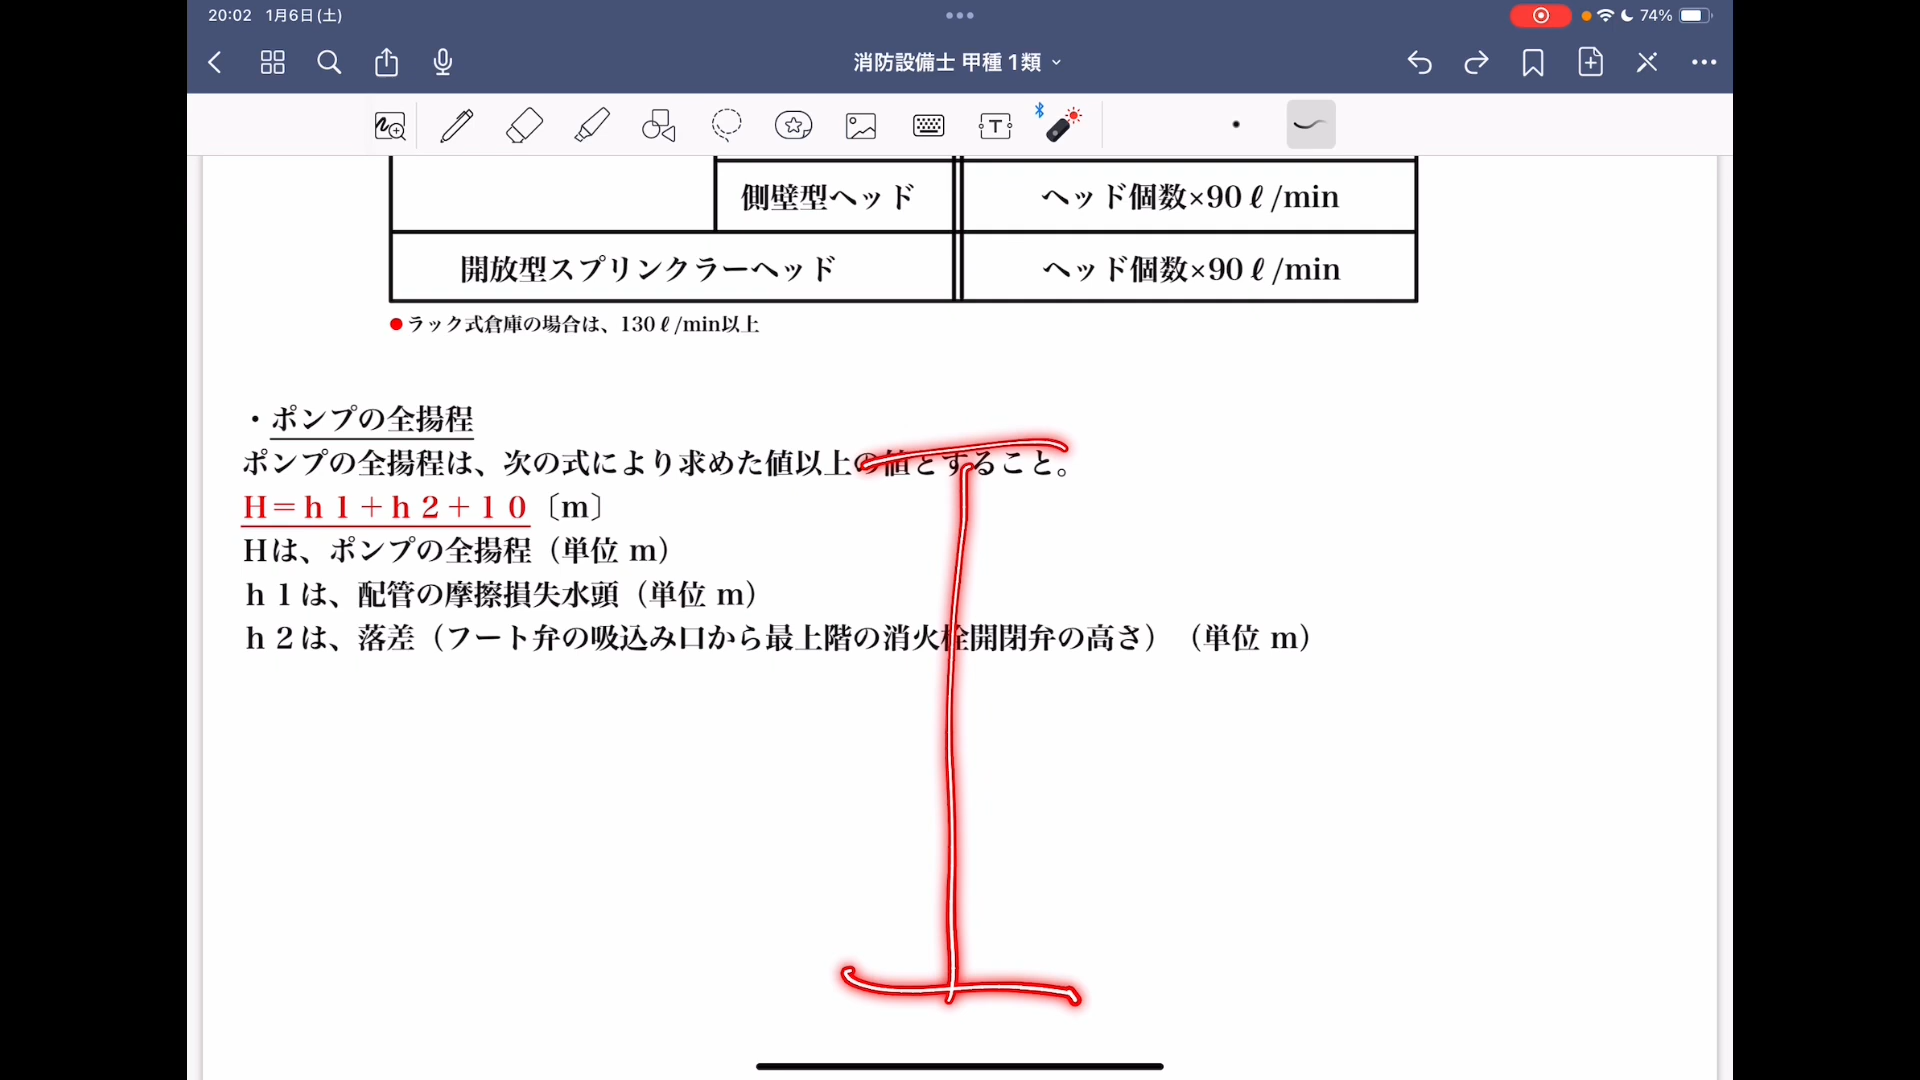 20:02 1月6日(土)
74%
消防設備士 甲種 1類
側壁型ヘッド ヘッド個数×90ℓ/min
開放型スプリンクラーヘッド ヘッド個数×90ℓ/min
●ラック式倉庫の場合は、130ℓ/min以上
・ポンプの全揚程
ポンプの全揚程は、次の式により求めた値以上の値とすること。
H=h1+h2+10〔m〕
Hは、ポンプの全揚程（単位 m）
h1は、配管の摩擦損失水頭（単位 m）
h2は、落差（フート弁の吸込み口から最上階の消火栓開閉弁の高さ）（単位 m）